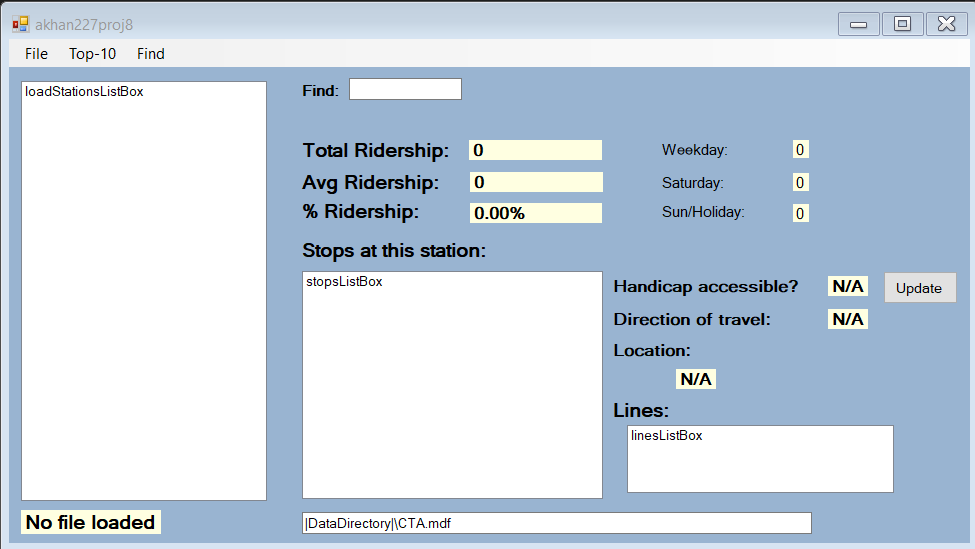 akhan227proj8
File Top-10 Find
loadStationsListBox
Find:
Total Ridership: 0 Weekday: 0
Avg Ridership: 0 Saturday: 0
% Ridership: 0.00% Sun/Holiday: 0
Stops at this station:
stopsListBox
Handicap accessible? N/A Update
Direction of travel: N/A
Location:
N/A
Lines:
linesListBox
No file loaded
|DataDirectory|\CTA.mdf